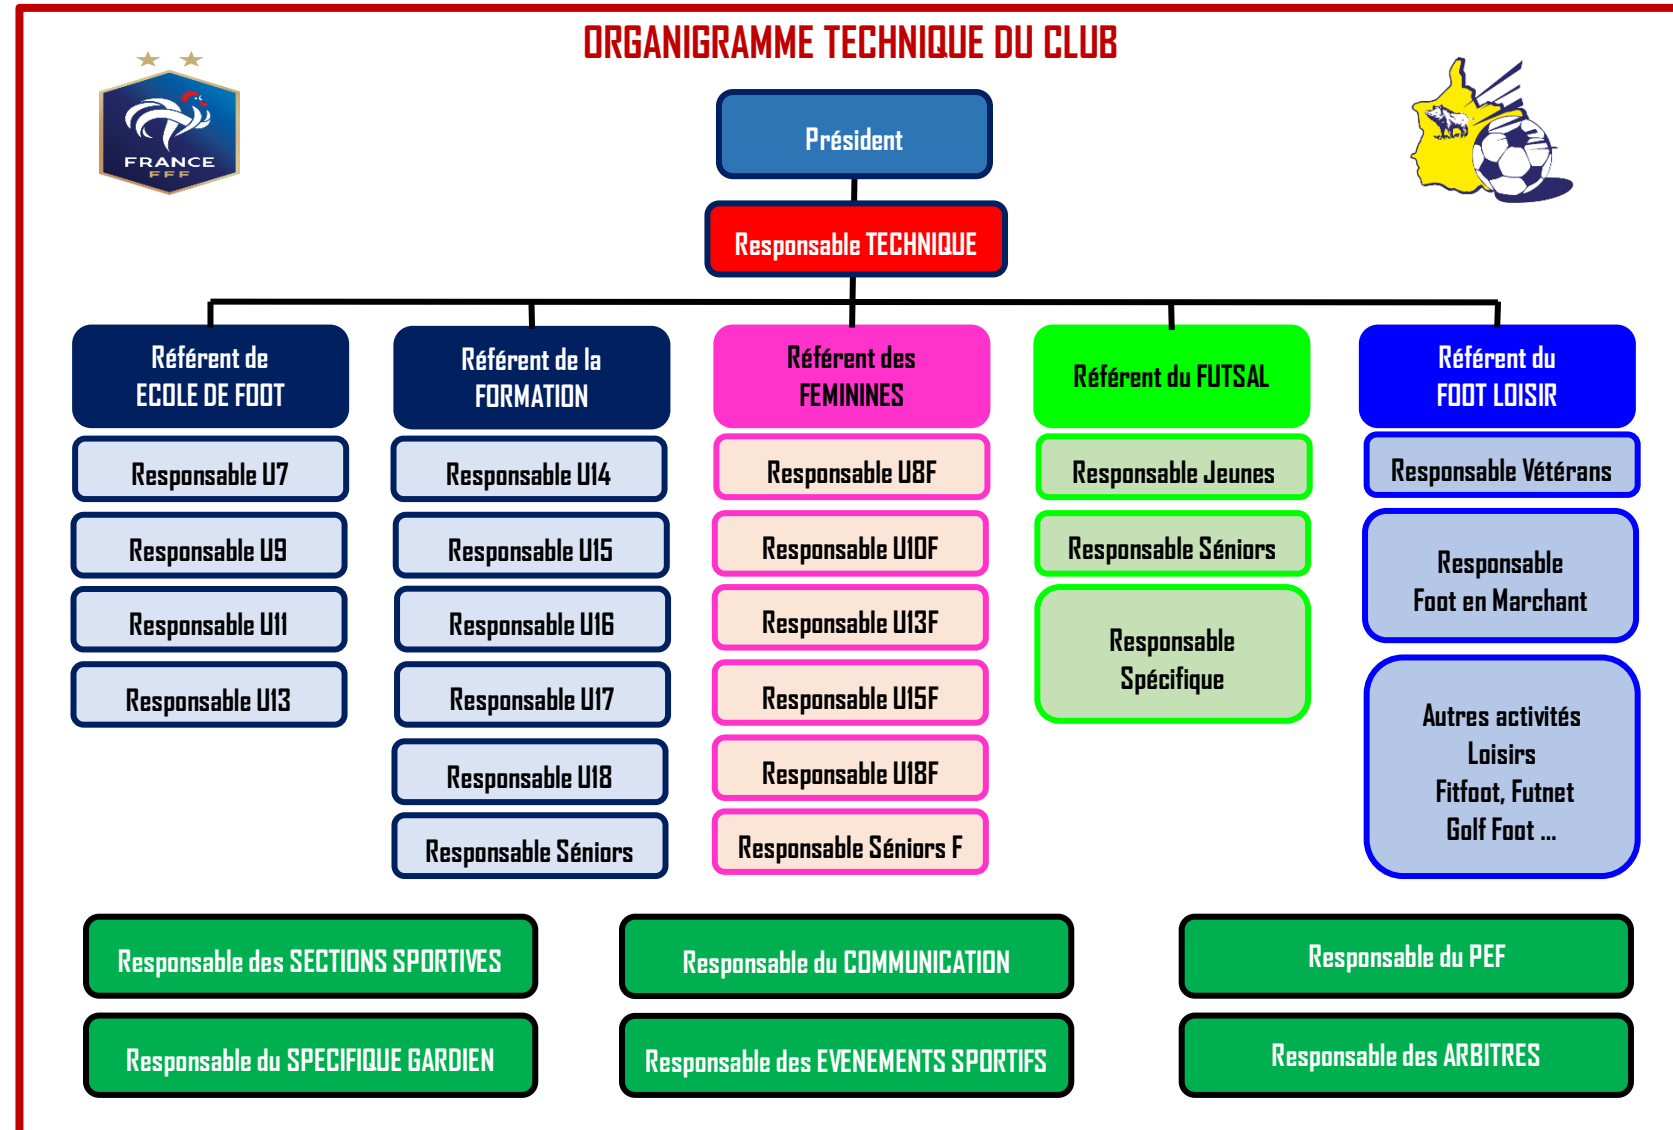 ORGANIGRAMME TECHNIQUE DU CLUB
FRANCE
FFF
Président
Responsable TECHNIQUE
Référent de
ECOLE DE FOOT
Responsable U7
Responsable U9
Responsable U11
Responsable U13
Référent de la
FORMATION
Responsable U14
Responsable U15
Responsable U16
Responsable U17
Responsable U18
Responsable Séniors
Référent des
FEMININES
Responsable U8F
Responsable U10F
Responsable U13F
Responsable U15F
Responsable U18F
Responsable Séniors F
Référent du FUTSAL
Responsable Jeunes
Responsable Séniors
Responsable
Spécifique
Référent du
FOOT LOISIR
Responsable Vétérans
Responsable
Foot en Marchant
Autres activités
Loisirs
Fitfoot, Futnet
Golf Foot ...
Responsable des SECTIONS SPORTIVES
Responsable du COMMUNICATION
Responsable du PEF
Responsable du SPECIFIQUE GARDIEN
Responsable des EVENEMENTS SPORTIFS
Responsable des ARBITRES